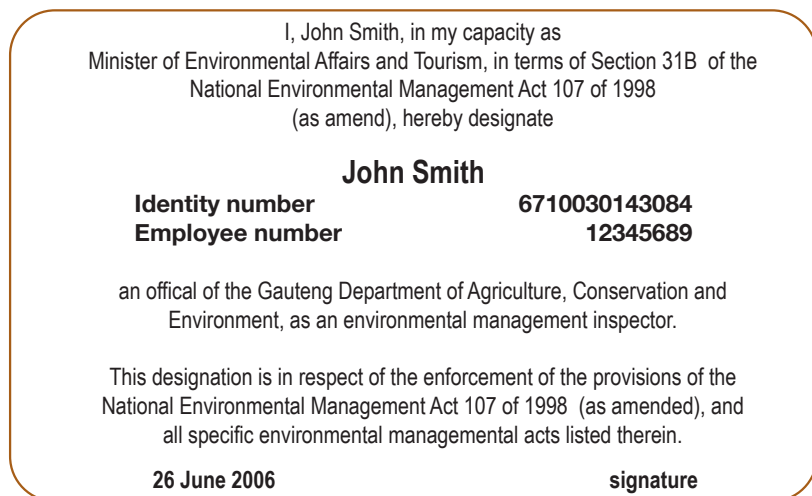 I, John Smith, in my capacity as
Minister of Environmental Affairs and Tourism, in terms of Section 31B of the
National Environmental Management Act 107 of 1998
(as amend), hereby designate
John Smith
Identity number 6710030143084
Employee number 12345689
an offical of the Gauteng Department of Agriculture, Conservation and
Environment, as an environmental management inspector.
This designation is in respect of the enforcement of the provisions of the
National Environmental Management Act 107 of 1998 (as amended), and
all specific environmental managemental acts listed therein.
26 June 2006 signature